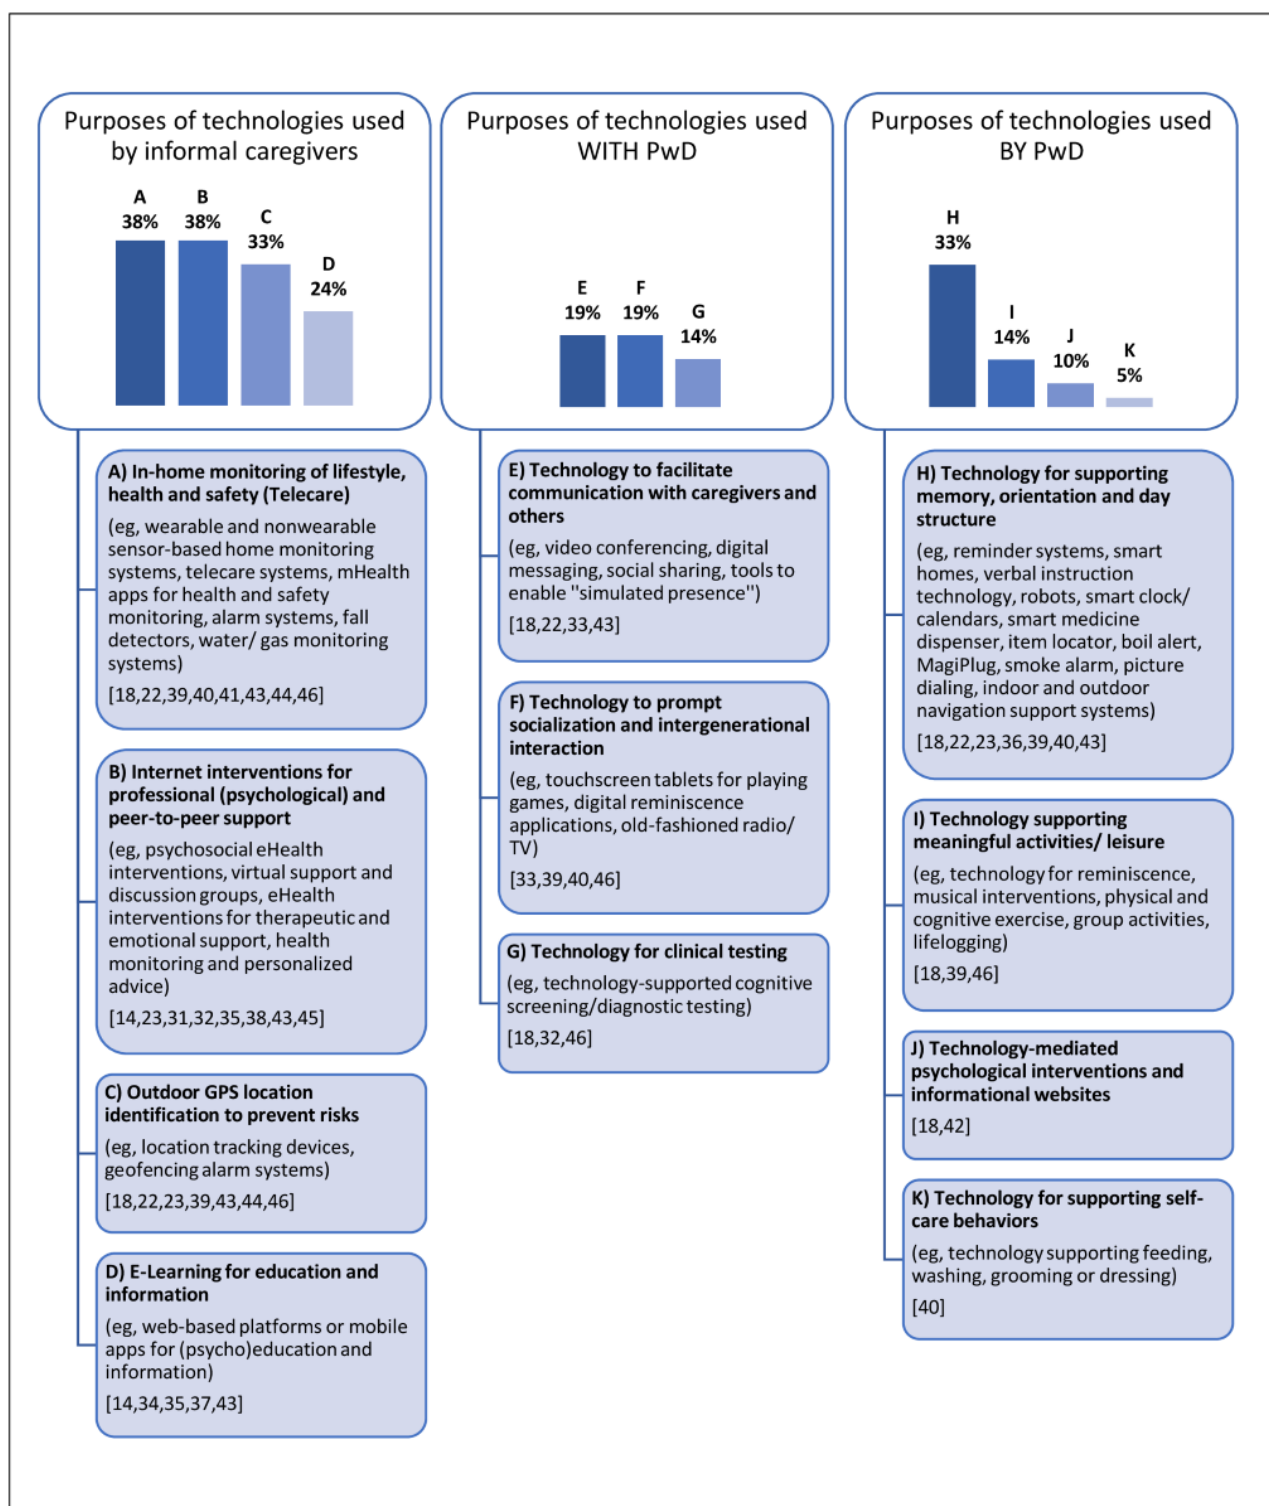 Purposes of technologies used
by informal caregivers
A
38%
B
38%
C
33%
D
24%
A) In-home monitoring of lifestyle,
health and safety (Telecare)
(eg, wearable and nonwearable
sensor-based home monitoring
systems, telecare systems, mHealth
apps for health and safety
monitoring, alarm systems, fall
detectors, water/ gas monitoring
systems)
[18,22,39,40,41,43,44,46]
B) Internet interventions for
professional (psychological) and
peer-to-peer support
(eg, psychosocial eHealth
interventions, virtual support and
discussion groups, eHealth
interventions for therapeutic and
emotional support, health
monitoring and personalized
advice)
[14,23,31,32,35,38,43,45]
C) Outdoor GPS location
identification to prevent risks
(eg, location tracking devices,
geofencing alarm systems)
[18,22,23,39,43,44,46]
D) E-Learning for education and
information
(eg, web-based platforms or mobile
apps for (psycho)education and
information)
[14,34,35,37,43]
Purposes of technologies used
WITH PwD
E
19%
F
19%
G
14%
E) Technology to facilitate
communication with caregivers and
others
(eg, video conferencing, digital
messaging, social sharing, tools to
enable "simulated presence")
[18,22,33,43]
F) Technology to prompt
socialization and intergenerational
interaction
(eg, touchscreen tablets for playing
games, digital reminiscence
applications, old-fashioned radio/
TV)
[33,39,40,46]
G) Technology for clinical testing
(eg, technology-supported cognitive
screening/diagnostic testing)
[18,32,46]
Purposes of technologies used
BY PwD
H
33%
I
14%
J
10%
K
5%
H) Technology for supporting
memory, orientation and day
structure
(eg, reminder systems, smart
homes, verbal instruction
technology, robots, smart clock/
calendars, smart medicine
dispenser, item locator, boil alert,
MagiPlug, smoke alarm, picture
dialing, indoor and outdoor
navigation support systems)
[18,22,23,36,39,40,43]
I) Technology supporting
meaningful activities/ leisure
(eg, technology for reminiscence,
musical interventions, physical and
cognitive exercise, group activities,
lifelogging)
[18,39,46]
J) Technology-mediated
psychological interventions and
informational websites
[18,42]
K) Technology for supporting self-
care behaviors
(eg, technology supporting feeding,
washing, grooming or dressing)
[40]